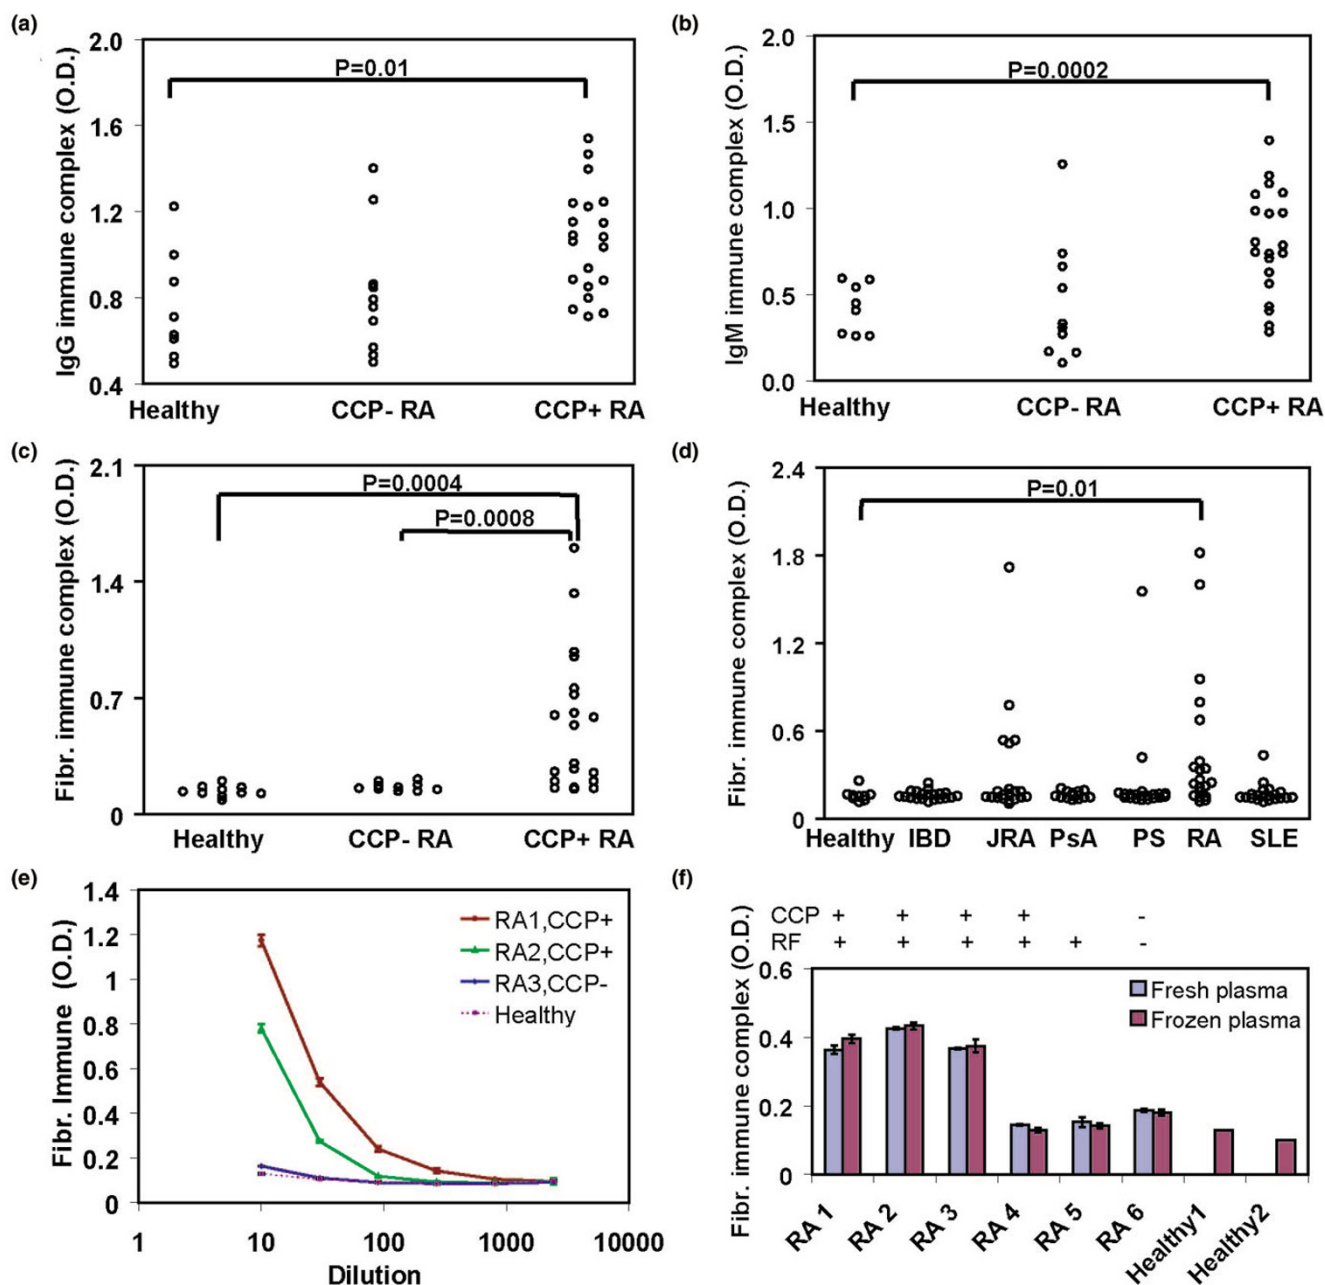 (a)
IgG immune complex (O.D.)
2.0
1.6
1.2
0.8
0.4
P=0.01
Healthy CCP- RA CCP+ RA
(b)
IgM immune complex (O.D.)
2.0
1.5
1.0
0.5
0.0
P=0.0002
Healthy CCP- RA CCP+ RA
(c)
Fibr. immune complex (O.D.)
2.1
1.4
0.7
0
P=0.0004
P=0.0008
Healthy CCP- RA CCP+ RA
(d)
Fibr. immune complex (O.D.)
2.4
1.8
1.2
0.6
0
P=0.01
Healthy IBD JRA PsA PS RA SLE
(e)
Fibr. Immune (O.D.)
1.4
1.2
1
0.8
0.6
0.4
0.2
0
RA1,CCP+
RA2,CCP+
RA3,CCP-
Healthy
1 10 100 1000 10000
Dilution
(f)
Fibr. immune complex (O.D.)
CCP + + + + -
RF + + + + + -
0.6
0.4
0.2
0
Fresh plasma
Frozen plasma
RA 1 RA 2 RA 3 RA 4 RA 5 RA 6 Healthy1 Healthy2